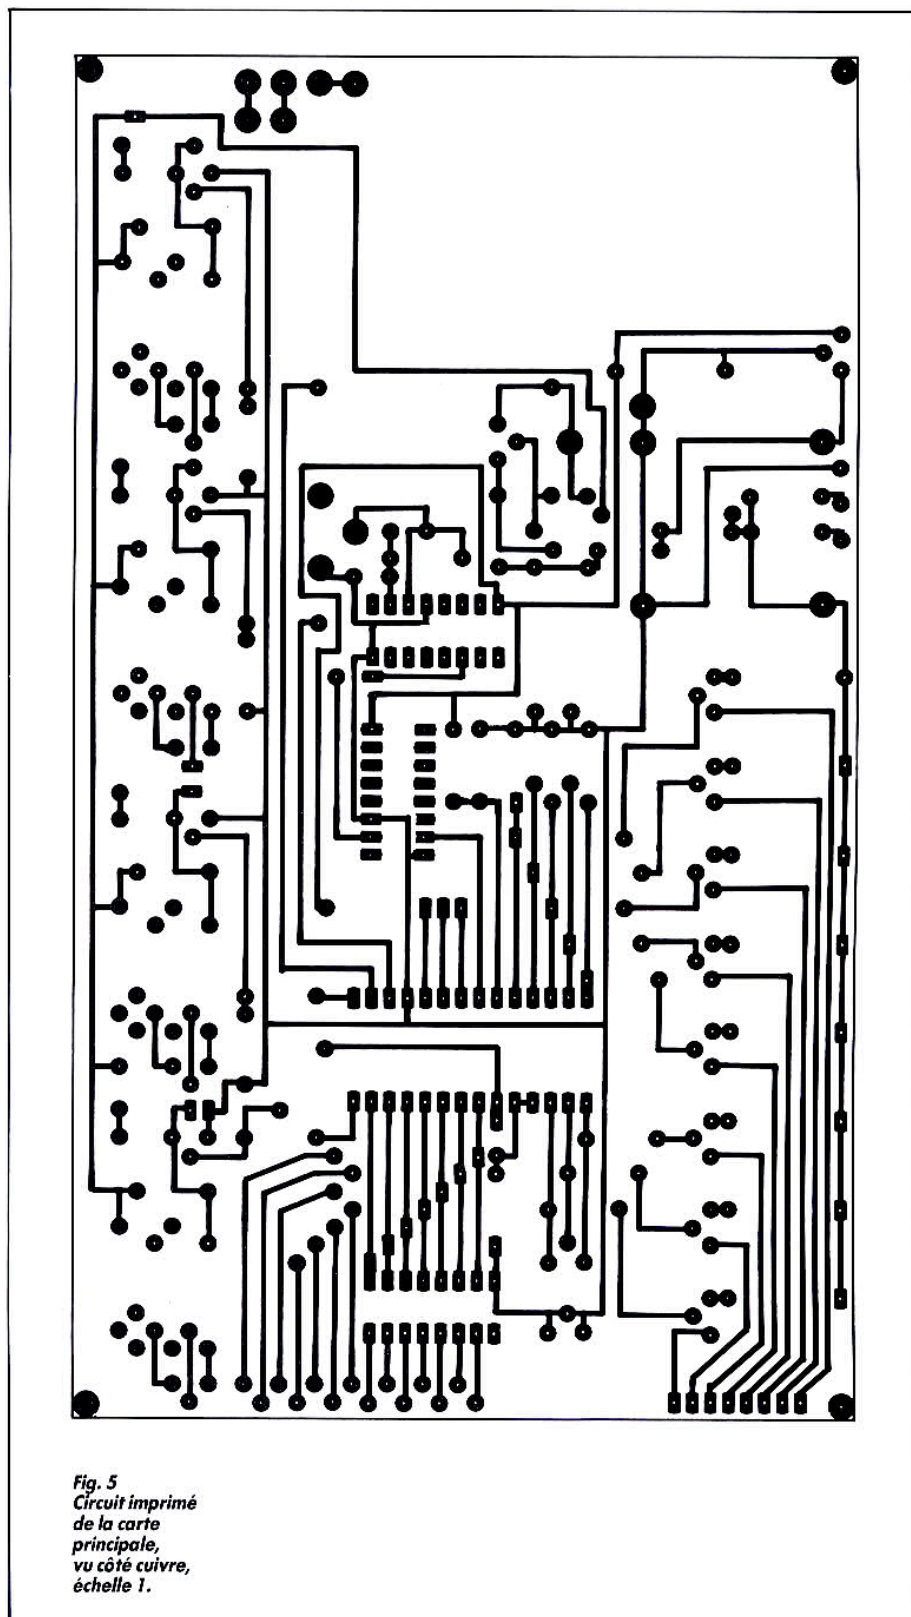 Fig. 5
Circuit imprimé
de la carte
principale,
vu côté cuivre,
échelle 1.